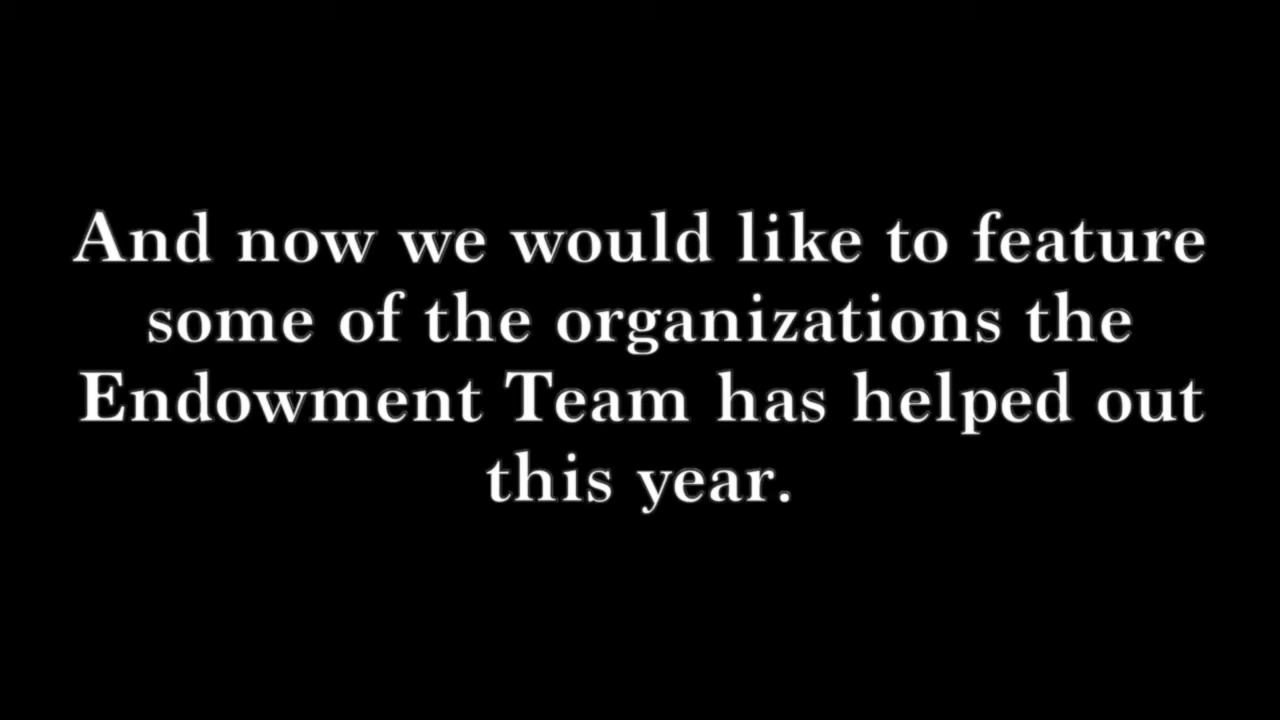 And now we would like to feature
some of the organizations the
Endowment Team has helped out
this year.